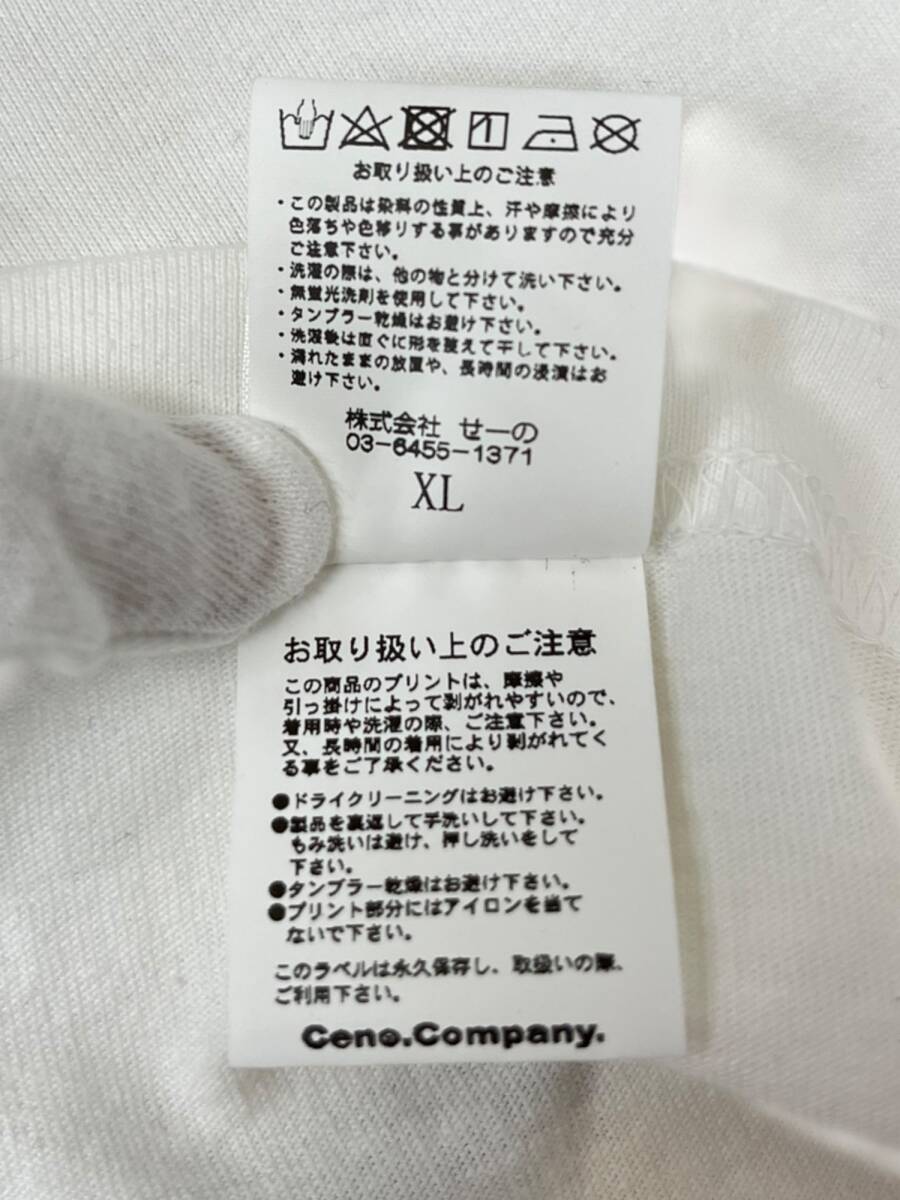 お取り扱い上のご注意
・この製品は染料の性質上、汗や摩擦により
色落ちや色移りする事がありますので充分
ご注意下さい。
・洗濯の際は、他の物と分けて洗い下さい。
・無蛍光洗剤を使用して下さい。
・タンブラー乾燥はお避け下さい。
・洗濯後は直ぐに形を整えて干して下さい。
・濡れたままの放置や、長時間の浸漬はお
避け下さい。
株式会社 せーの
03-6455-1371
XL
お取り扱い上のご注意
この商品のプリントは、摩擦や
引っ掛けによって剥がれやすいので、
着用時や洗濯の際、ご注意下さい。
又、長時間の着用により剥がれてく
る事をご了承ください。
●ドライクリーニングはお避け下さい。
●製品を裏返して手洗いして下さい。
もみ洗いは避け、押し洗いをして
下さい。
●タンブラー乾燥はお避け下さい。
●プリント部分にはアイロンを当て
ないで下さい。
このラベルは永久保存し、取扱いの際、
ご利用下さい。
Ceno.Company.